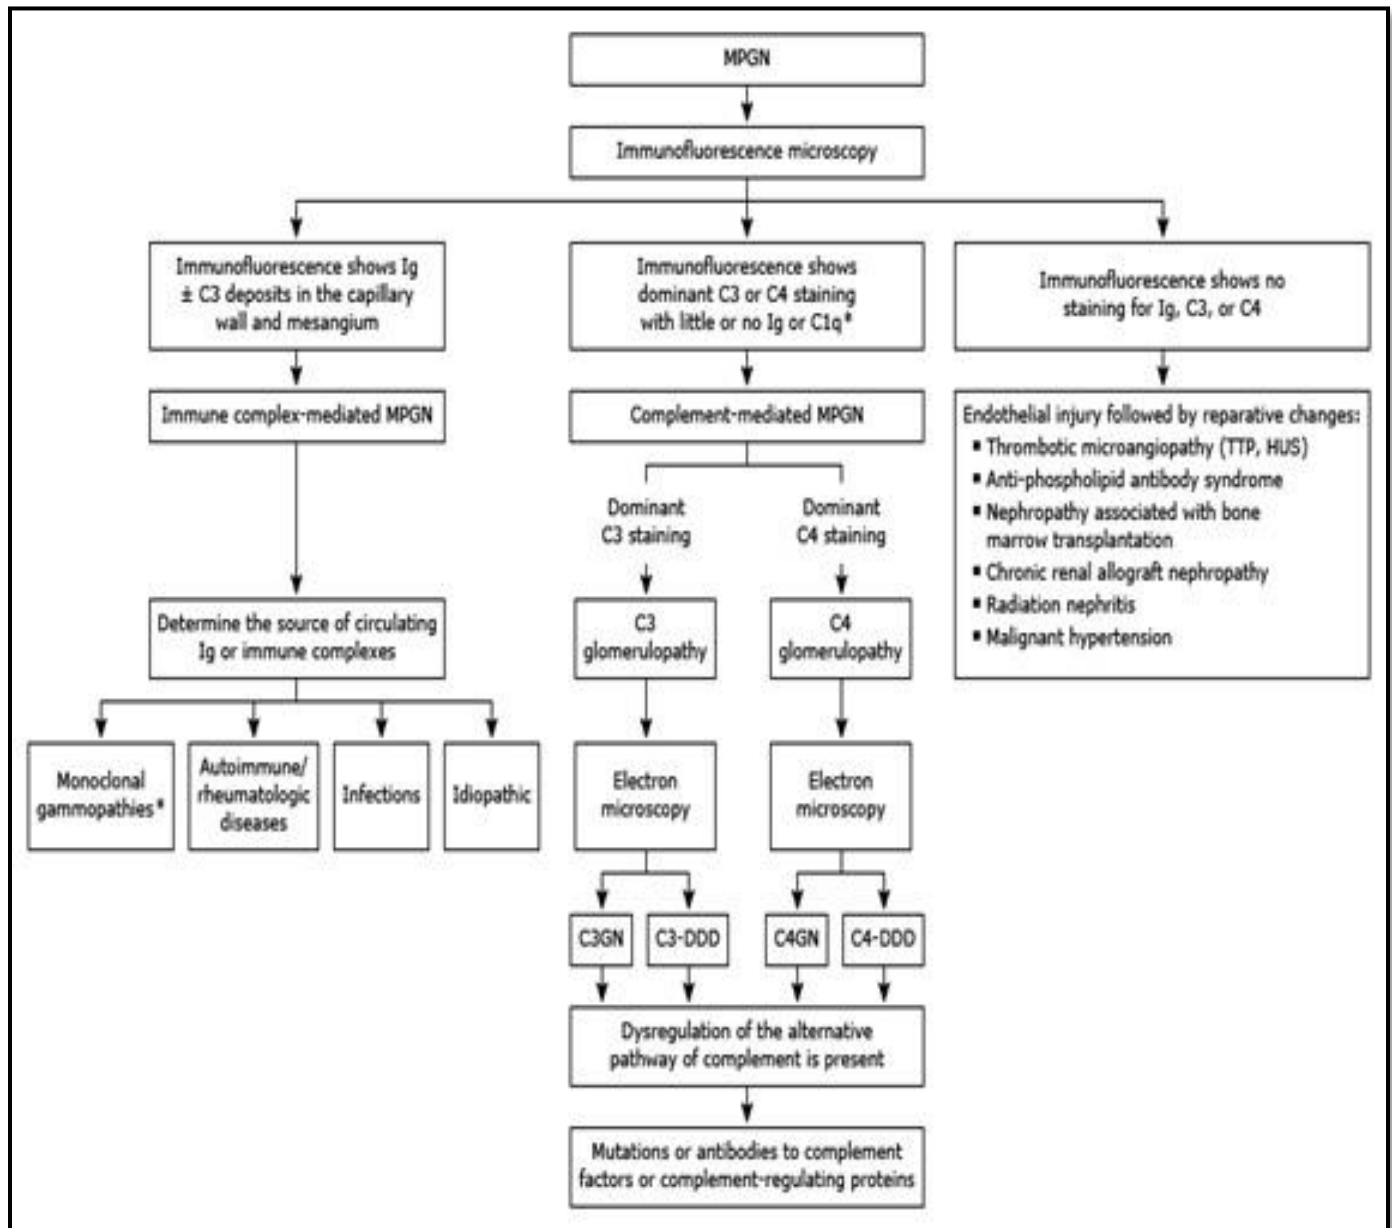 MPGN
Immunofluorescence microscopy
Immunofluorescence shows Ig
± C3 deposits in the capillary
wall and mesangium
Immunofluorescence shows
dominant C3 or C4 staining
with little or no Ig or C1q*
Immunofluorescence shows no
staining for Ig, C3, or C4
Immune complex-mediated MPGN
Complement-mediated MPGN
Endothelial injury followed by reparative changes:
▪ Thrombotic microangiopathy (TTP, HUS)
▪ Anti-phospholipid antibody syndrome
▪ Nephropathy associated with bone
marrow transplantation
▪ Chronic renal allograft nephropathy
▪ Radiation nephritis
▪ Malignant hypertension
Dominant
C3 staining
Dominant
C4 staining
Determine the source of circulating
Ig or immune complexes
C3
glomerulopathy
C4
glomerulopathy
Monoclonal
gammopathies*
Autoimmune/
rheumatologic
diseases
Infections
Idiopathic
Electron
microscopy
Electron
microscopy
C3GN
C3-DDD
C4GN
C4-DDD
Dysregulation of the alternative
pathway of complement is present
Mutations or antibodies to complement
factors or complement-regulating proteins